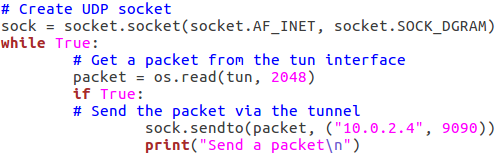 # Create UDP socket
sock = socket.socket(socket.AF_INET, socket.SOCK_DGRAM)
while True:
        # Get a packet from the tun interface
        packet = os.read(tun, 2048)
        if True:
        # Send the packet via the tunnel
                sock.sendto(packet, ("10.0.2.4", 9090))
                print("Send a packet\n")